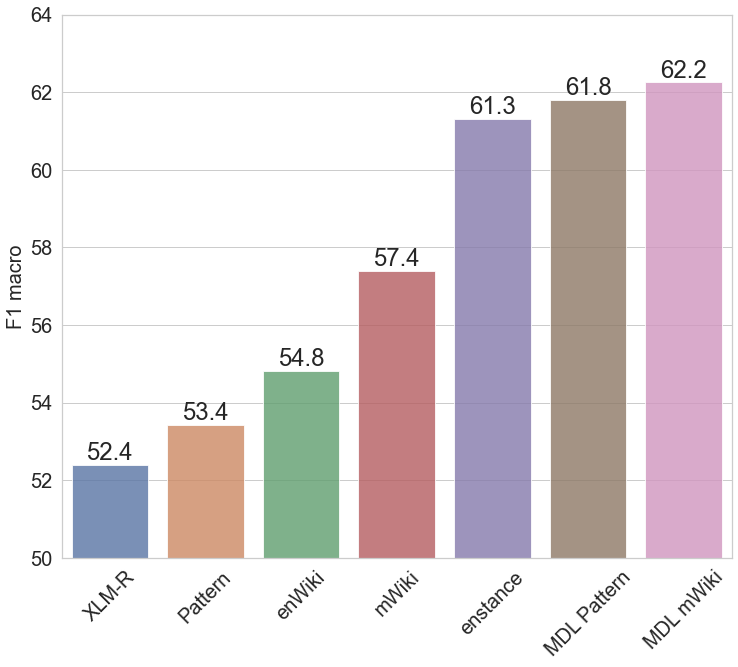 64
62
60
58
56
54
52
50
F1 macro
52.4
53.4
54.8
57.4
61.3
61.8
62.2
XLM-R
Pattern
enWiki
mWiki
enstance
MDL Pattern
MDL mWiki